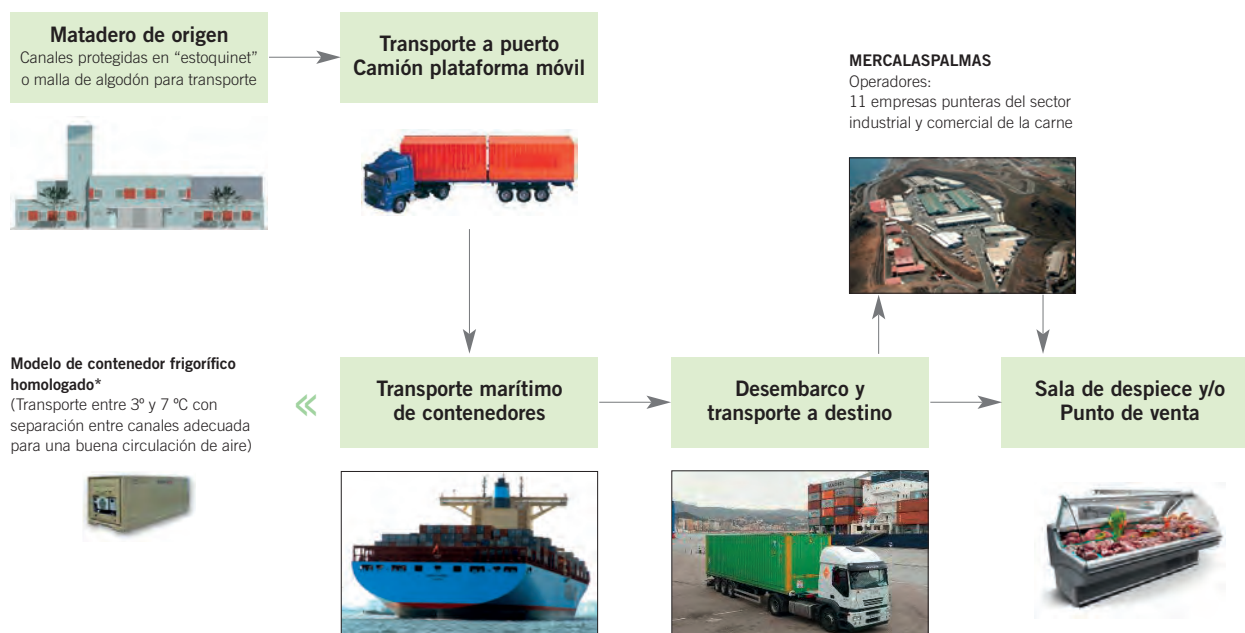 Matadero de origen
Canales protegidas en “estoquinet”
o malla de algodón para transporte
Transporte a puerto
Camión plataforma móvil
MERCALASPALMAS
Operadores:
11 empresas punteras del sector
industrial y comercial de la carne
Modelo de contenedor frigorífico
homologado*
(Transporte entre 3º y 7 ºC con
separación entre canales adecuada
para una buena circulación de aire)
«
Transporte marítimo
de contenedores
Desembarco y
transporte a destino
Sala de despiece y/o
Punto de venta